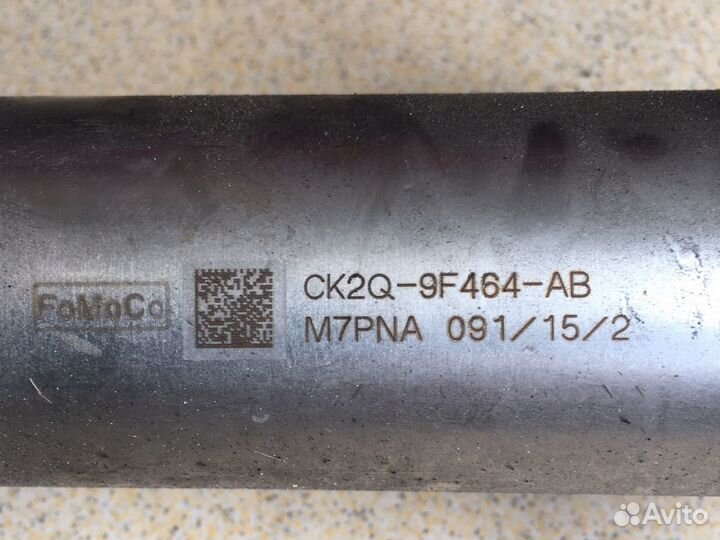 FoMoCo
CK2Q-9F464-AB
M7PNA 091/15/2
Avito